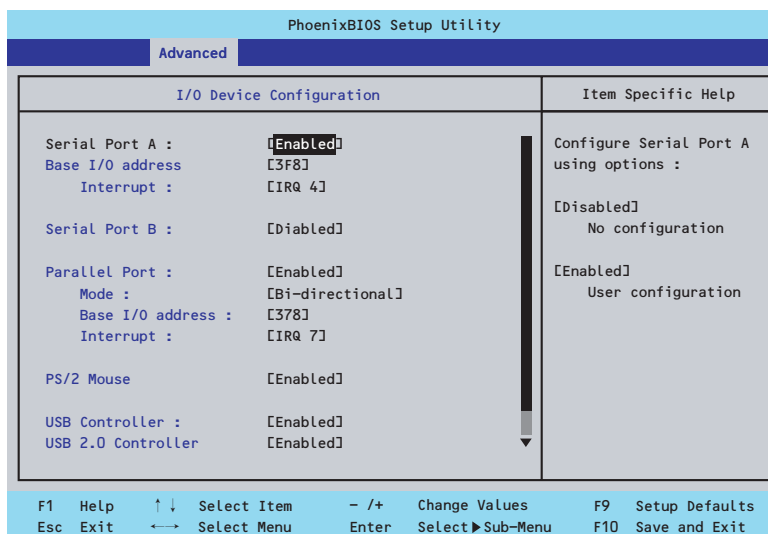 PhoenixBIOS Setup Utility
Advanced
I/O Device Configuration
Item Specific Help
Serial Port A : [Enabled]
Base I/O address [3F8]
Interrupt : [IRQ 4]
Serial Port B : [Diabled]
Parallel Port : [Enabled]
Mode : [Bi-directional]
Base I/O address : [378]
Interrupt : [IRQ 7]
PS/2 Mouse [Enabled]
USB Controller : [Enabled]
USB 2.0 Controller [Enabled]
Configure Serial Port A
using options :
[Disabled]
No configuration
[Enabled]
User configuration
F1 Help ↑↓ Select Item - /+ Change Values F9 Setup Defaults
Esc Exit ←→ Select Menu Enter Select▶Sub-Menu F10 Save and Exit